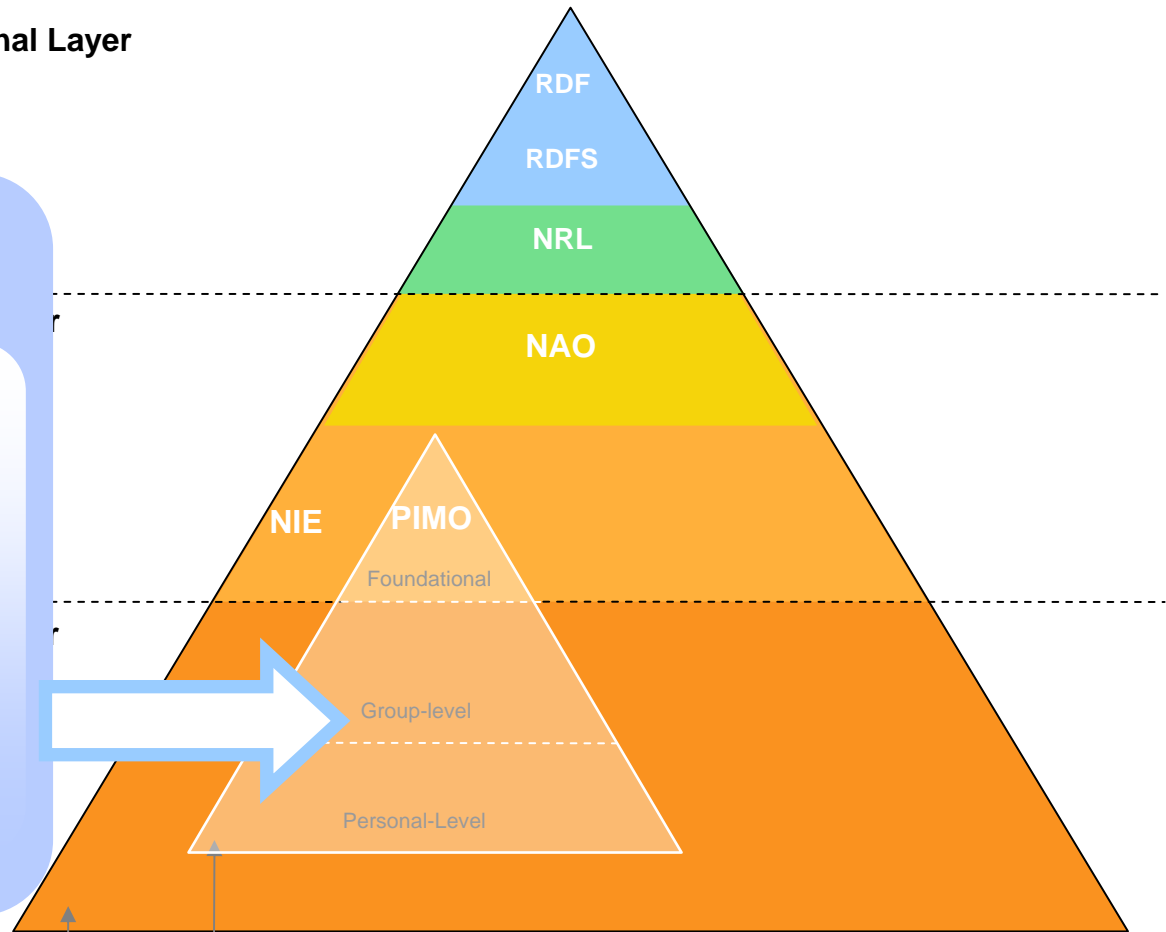 nal Layer
RDF
RDFS
NRL
r
NAO
NIE
PIMO
Foundational
r
Group-level
Personal-Level